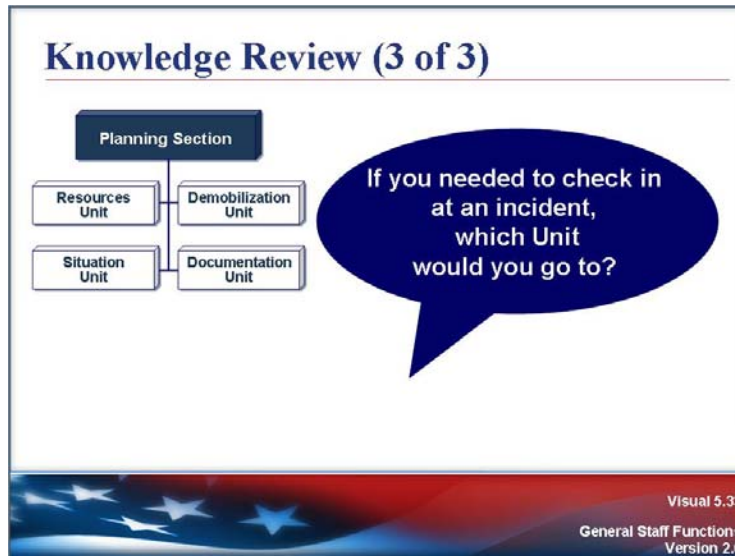 Knowledge Review (3 of 3)
Planning Section
Resources
Unit
Demobilization
Unit
Situation
Unit
Documentation
Unit
If you needed to check in
at an incident,
which Unit
would you go to?
Visual 5.3
General Staff Function
Version 2.